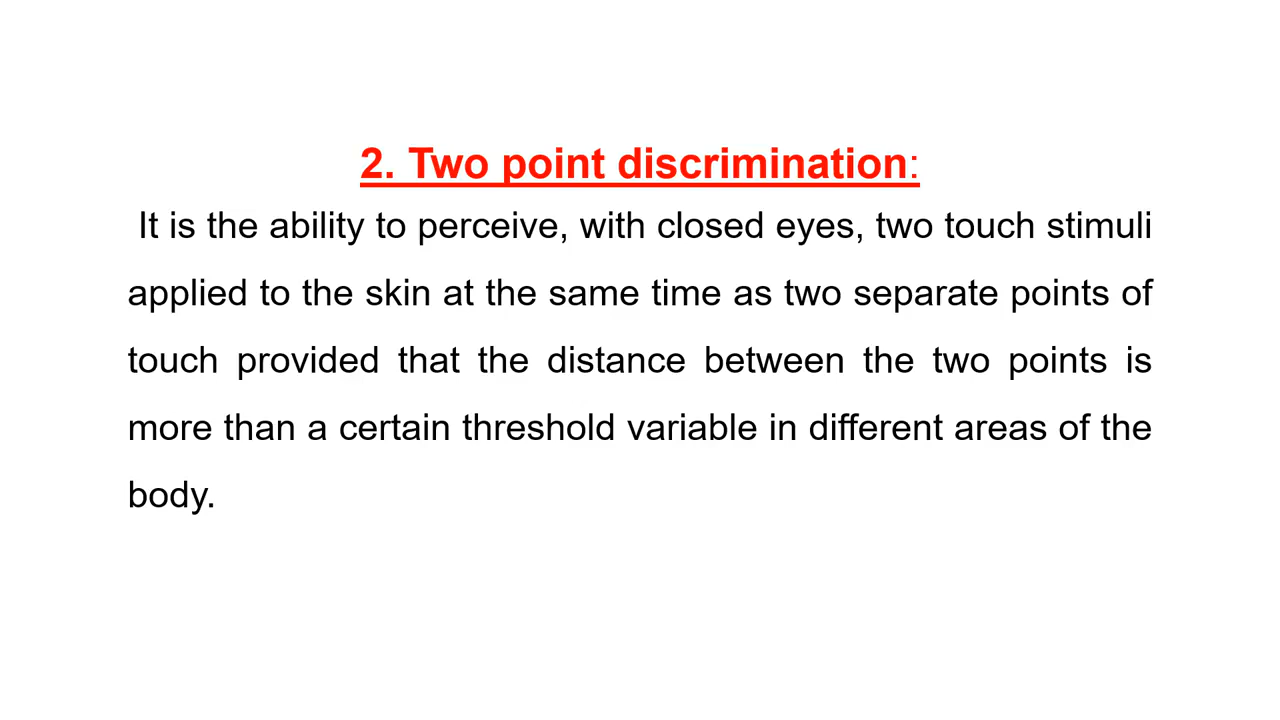 2. Two point discrimination:
It is the ability to perceive, with closed eyes, two touch stimuli
applied to the skin at the same time as two separate points of
touch provided that the distance between the two points is
more than a certain threshold variable in different areas of the
body.